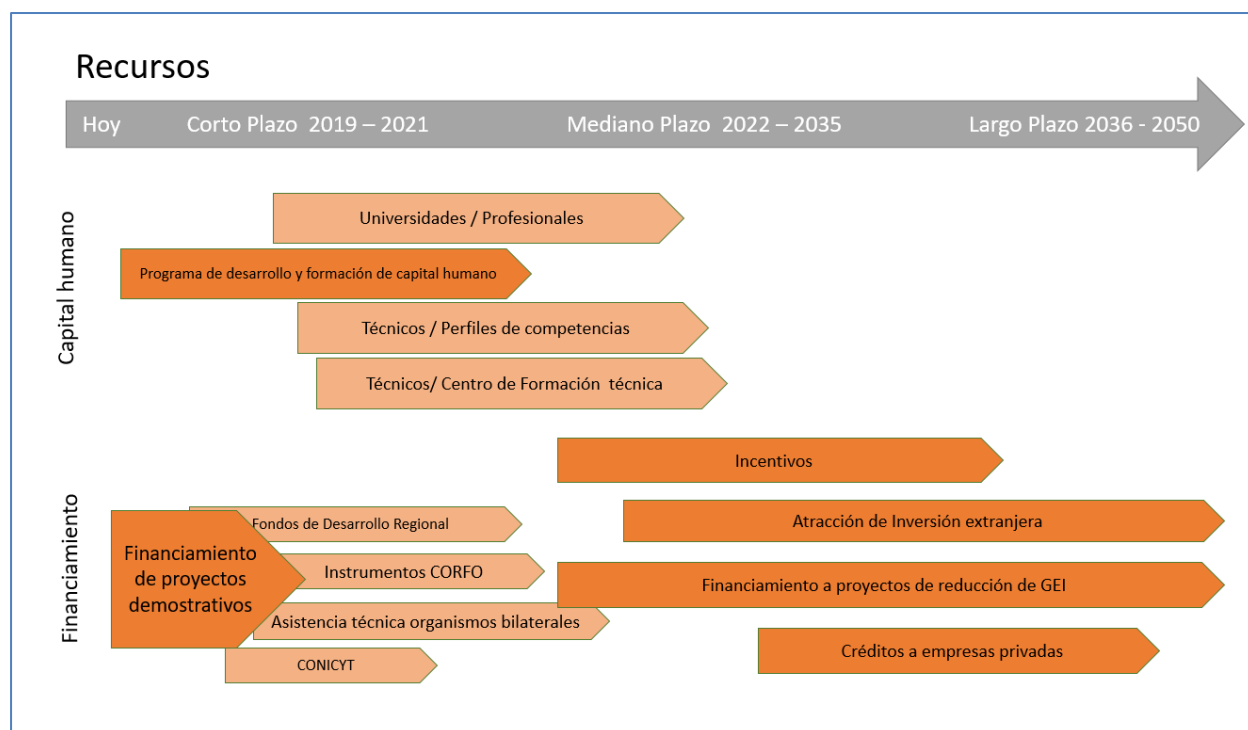 Recursos
Hoy
Corto Plazo 2019 – 2021
Mediano Plazo 2022 – 2035
Largo Plazo 2036 - 2050
Capital humano
Universidades / Profesionales
Programa de desarrollo y formación de capital humano
Técnicos / Perfiles de competencias
Técnicos/ Centro de Formación técnica
Financiamiento
Incentivos
Fondos de Desarrollo Regional
Atracción de Inversión extranjera
Financiamiento
de proyectos
demostrativos
Instrumentos CORFO
Financiamiento a proyectos de reducción de GEI
Asistencia técnica organismos bilaterales
Créditos a empresas privadas
CONICYT